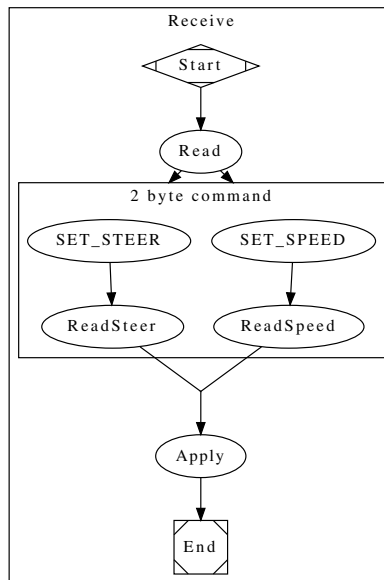 Receive
Start
Read
2 byte command
SET_STEER
SET_SPEED
ReadSteer
ReadSpeed
Apply
End